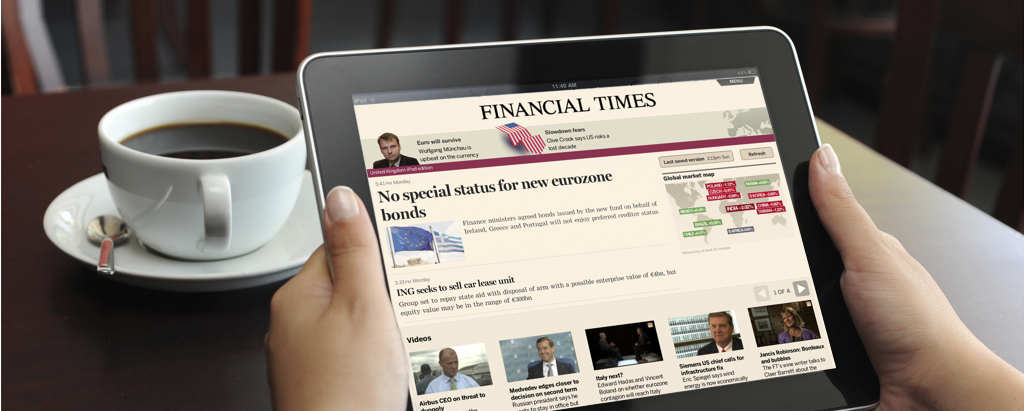 iPad
11:49 AM
MENU
FINANCIAL TIMES
Euro will survive
Wolfgang Münchau is
upbeat on the currency
Slowdown fears
Clive Crook says US risks a
lost decade
United Kingdom iPad edition
5:41 PM Monday
No special status for new eurozone
bonds
Finance ministers agreed bonds issued by the new fund on behalf of
Ireland, Greece and Portugal will not enjoy preferred creditor status
Last saved version 2:13pm Sun
Refresh
Global market map
3:33 PM Monday
ING seeks to sell car lease unit
Group set to repay state aid with disposal of arm with a possible enterprise value of €4bn, but
equity value may be in the range of €300bn
1 OF 4
Videos
Airbus CEO on threat to
duopoly
Medvedev edges closer to
decision on second term
Russian president says he
wants to stay in office but
Italy next?
Edward Hadas and Vincent
Boland on whether eurozone
contagion will reach Italy
Siemens US chief calls for
infrastructure fix
Eric Spiegel says wind
energy is now economically
Jancis Robinson: Bordeaux
and bubbles
The FT's wine writer talks to
Claer Barrett about the